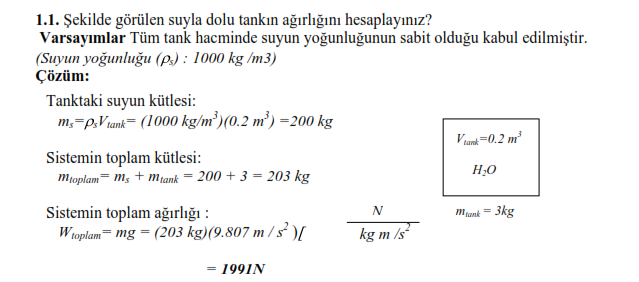 1.1. Şekilde görülen suyla dolu tankın ağırlığını hesaplayınız?
Varsayımlar Tüm tank hacminde suyun yoğunluğunun sabit olduğu kabul edilmiştir.
(Suyun yoğunluğu (ρs) : 1000 kg /m3)
Çözüm:
Tanktaki suyun kütlesi:
ms=ρsVtank= (1000 kg/m³)(0.2 m³) =200 kg
Vtank=0.2 m³
Sistemin toplam kütlesi:
H2O
mtoplam= ms + mtank = 200 + 3 = 203 kg
Sistemin toplam ağırlığı :
mtank = 3kg
Wtoplam= mg = (203 kg)(9.807 m / s² )[ N / kg m /s²
= 1991N